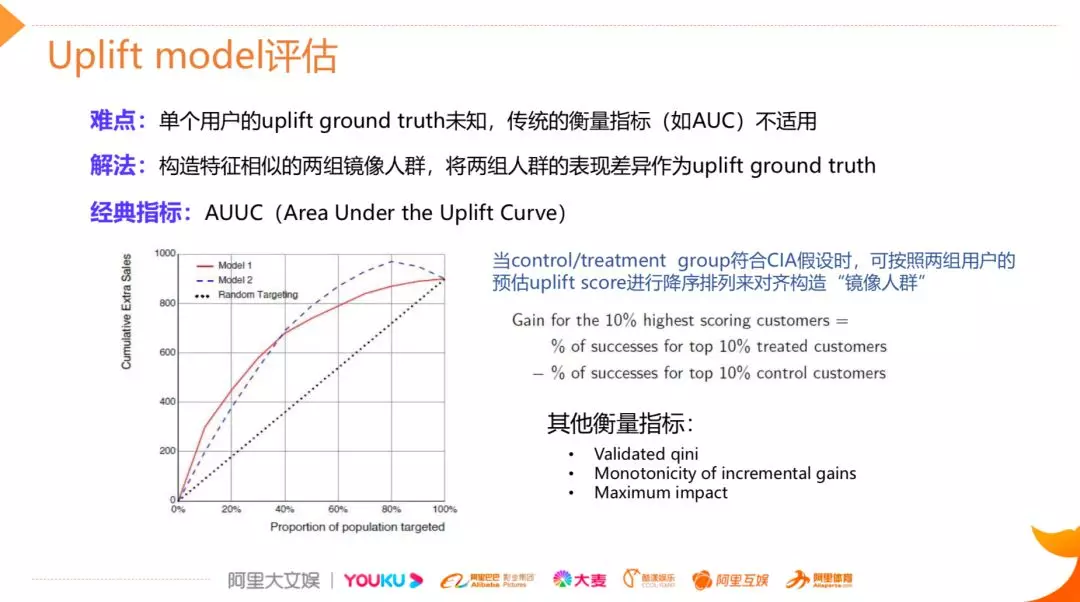 Uplift model评估
难点：单个用户的uplift ground truth未知，传统的衡量指标（如AUC）不适用
解法：构造特征相似的两组镜像人群，将两组人群的表现差异作为uplift ground truth
经典指标：AUUC（Area Under the Uplift Curve）
Cumulative Extra Sales
1000
800
600
400
200
0
Model 1
Model 2
Random Targeting
0%
20%
40%
60%
80%
100%
Proportion of population targeted
当control/treatment group符合CIA假设时，可按照两组用户的
预估uplift score进行降序排列来对齐构造“镜像人群”
Gain for the 10% highest scoring customers =
% of successes for top 10% treated customers
− % of successes for top 10% control customers
其他衡量指标：
• Validated qini
• Monotonicity of incremental gains
• Maximum impact
阿里大文娱
YOUKU
阿里巴巴影业集团
Alibaba Pictures
大麦
阿里互娱
阿里体育